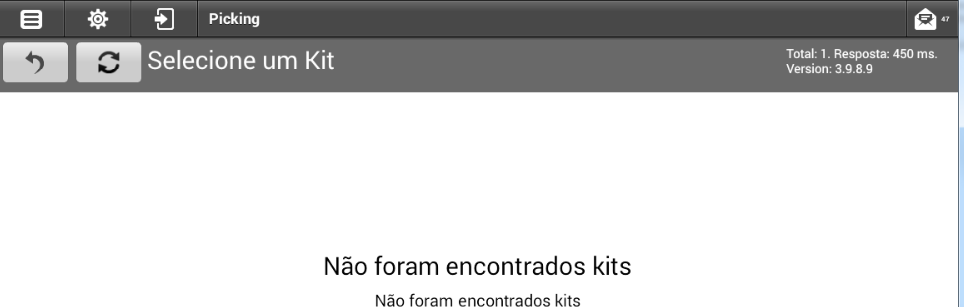 Picking
47
Selecione um Kit
Total: 1. Resposta: 450 ms.
Version: 3.9.8.9
Não foram encontrados kits
Não foram encontrados kits